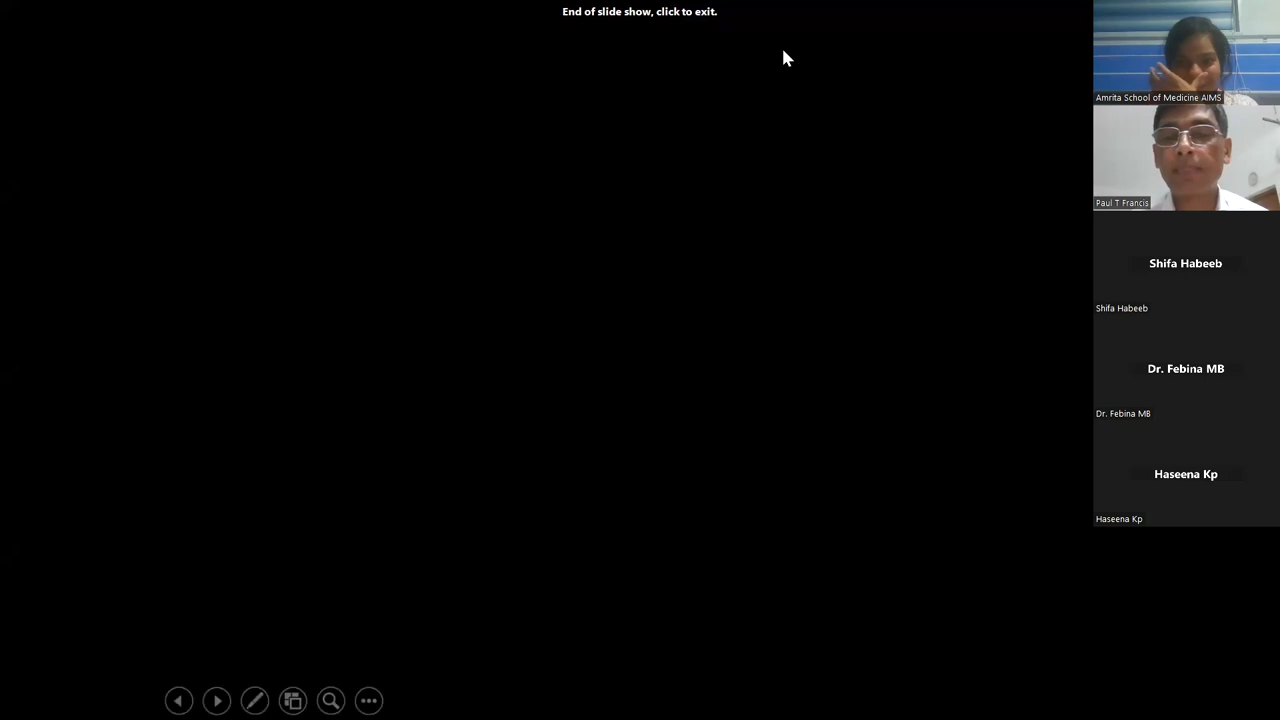 End of slide show, click to exit.
Amrita School of Medicine AIMS
Paul T Francis
Shifa Habeeb
Shifa Habeeb
Dr. Febina MB
Dr. Febina MB
Haseena Kp
Haseena Kp